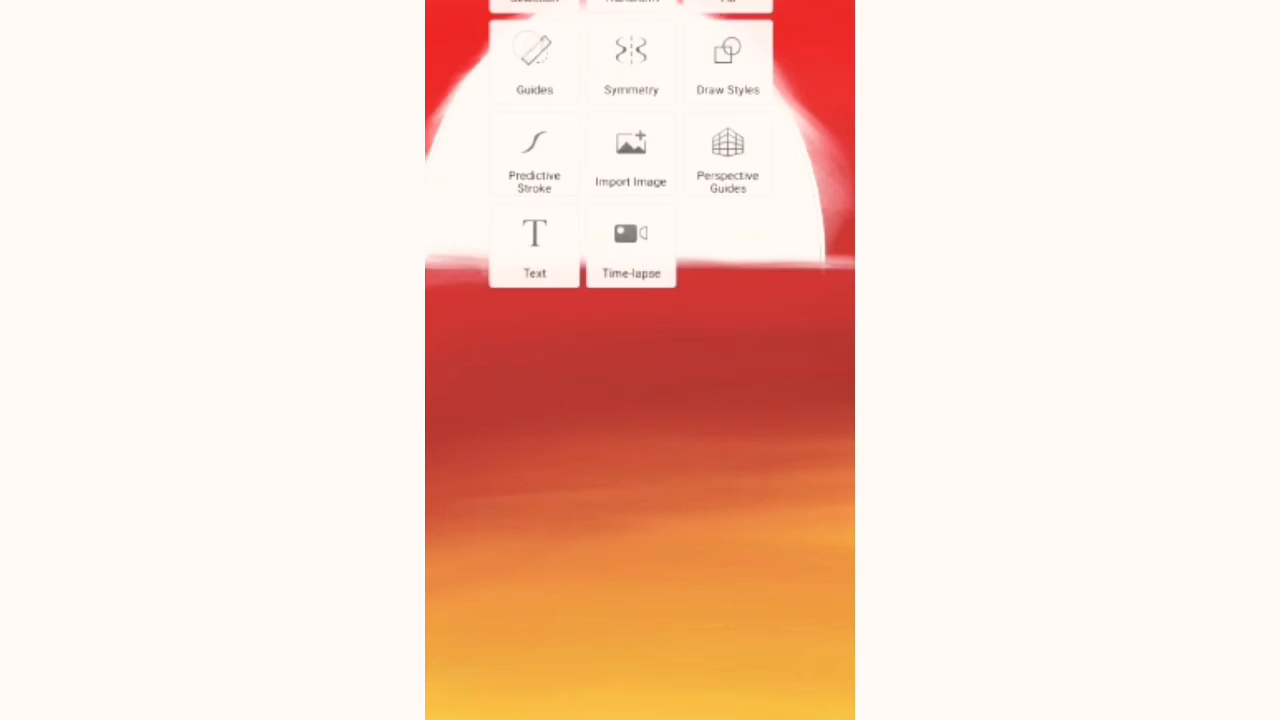 Guides
Symmetry
Draw Styles
Predictive
Stroke
Import Image
Perspective
Guides
Text
Time-lapse